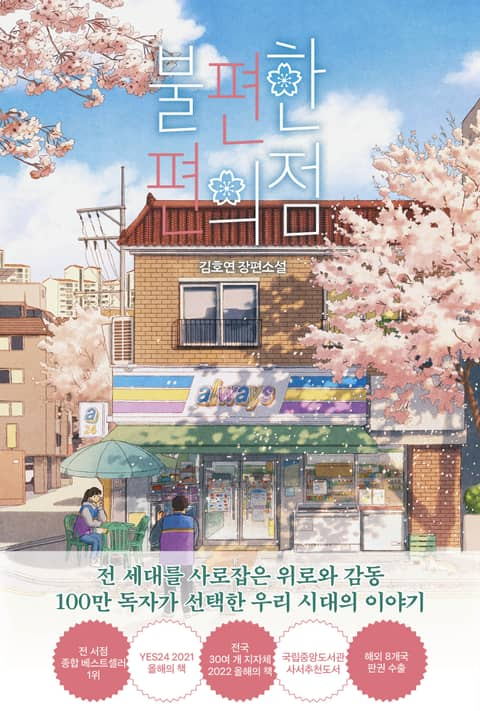 불편한
편의점
김호연 장편소설
always
a
24
전 세대를 사로잡은 위로와 감동
100만 독자가 선택한 우리 시대의 이야기
전 서점
종합 베스트셀러
1위
YES24 2021
올해의 책
전국
30여 개 지자체
2022 올해의 책
국립중앙도서관
사서추천도서
해외 8개국
판권 수출